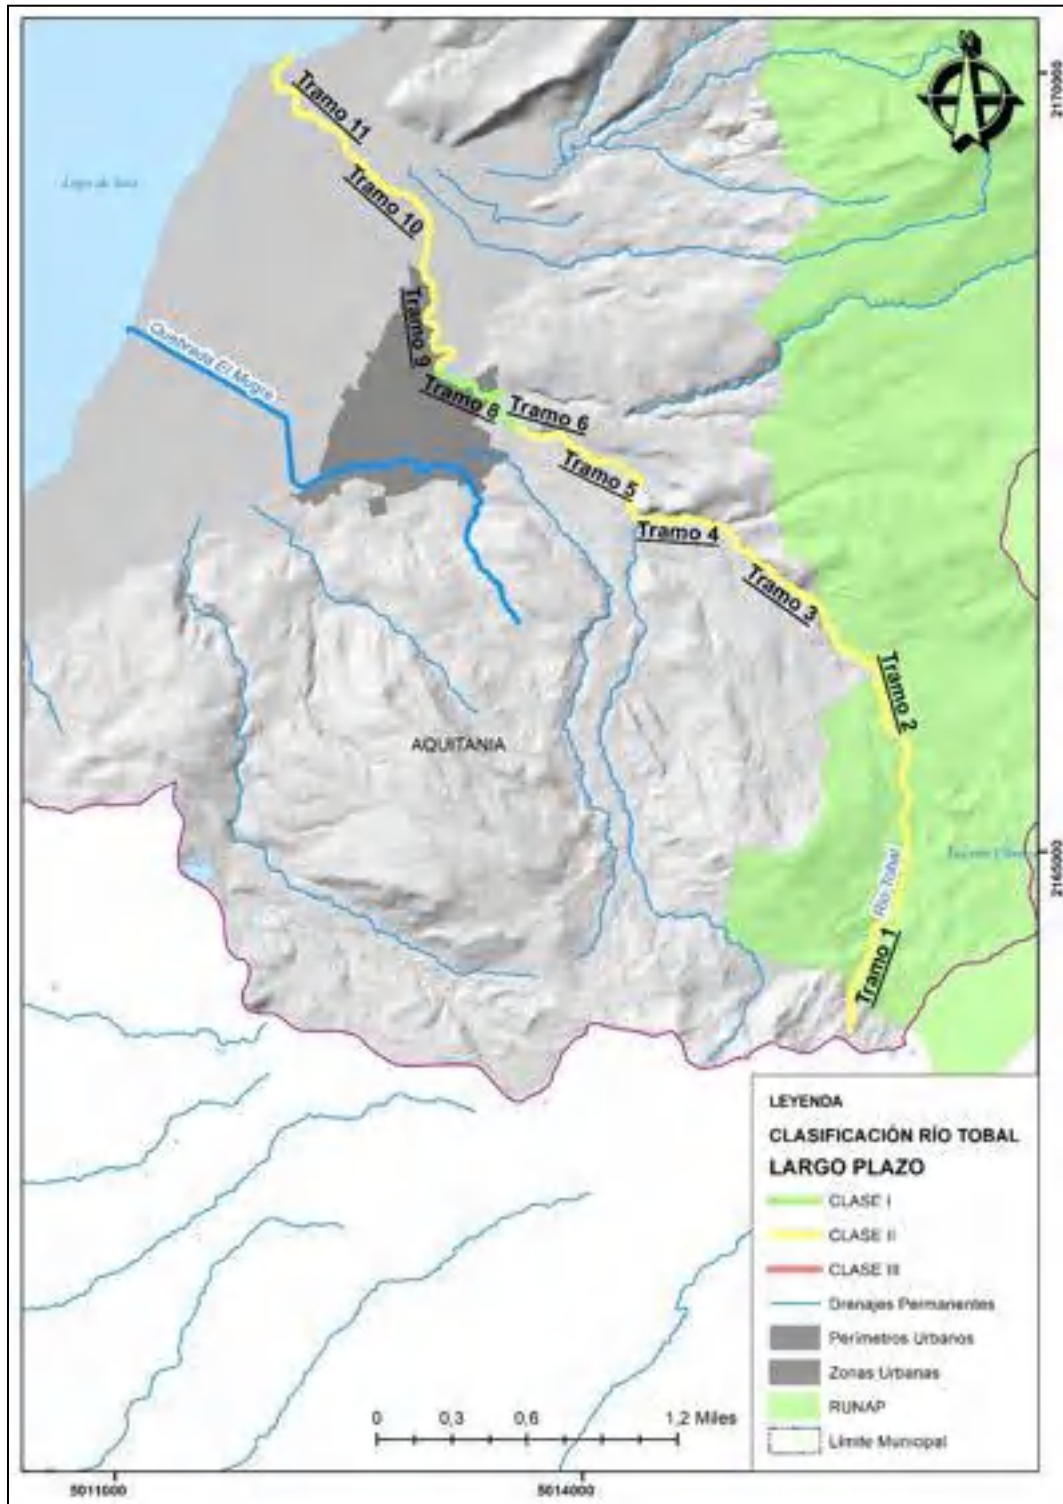 2170000
Tramo 11
Lago de Tota
Tramo 10
Tramo 9
Quebrada El Mogre
Tramo 8
Tramo 6
Tramo 5
Tramo 4
Tramo 3
Tramo 2
AQUITANIA
2165000
Río Tobal
Tramo 1
LEYENDA
CLASIFICACIÓN RÍO TOBAL
LARGO PLAZO
CLASE I
CLASE II
CLASE III
Drenajes Permanentes
Perímetros Urbanos
Zonas Urbanas
RUNAP
Límite Municipal
0 0,3 0,6 1,2 Miles
5011000 5014000